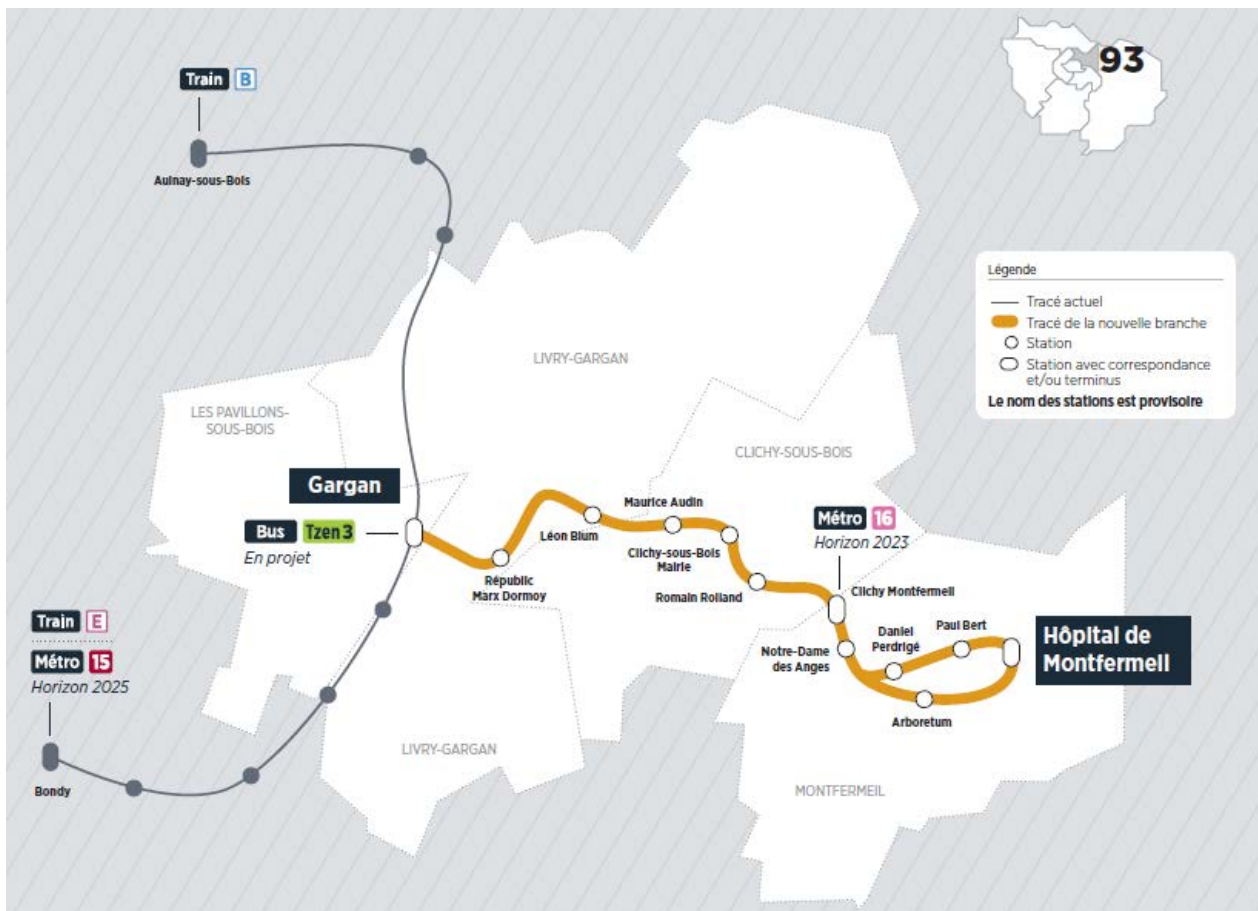 93
Train B
Aulnay-sous-Bois
Légende
Tracé actuel
Tracé de la nouvelle branche
Station
Station avec correspondance
et/ou terminus
Le nom des stations est provisoire
LIVRY-GARGAN
LES PAVILLONS-
SOUS-BOIS
CLICHY-SOUS-BOIS
Gargan
Bus Tzen 3
En projet
Maurice Audin
Léon Blum
Clichy-sous-Bois
Mairie
Métro 16
Horizon 2023
Républic
Marx Dormoy
Romain Rolland
Clichy Montfermeil
Train E
Métro 15
Horizon 2025
Bondy
Notre-Dame
des Anges
Daniel
Perdrigé
Paul Bert
Hôpital de
Montfermeil
Arboretum
LIVRY-GARGAN
MONTFERMEIL